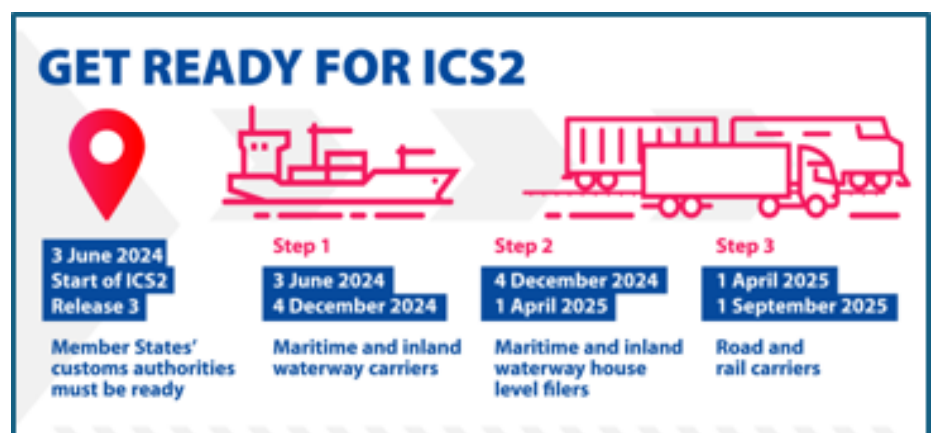 GET READY FOR ICS2
3 June 2024
Start of ICS2
Release 3
Member States’
customs authorities
must be ready
Step 1
3 June 2024
4 December 2024
Maritime and inland
waterway carriers
Step 2
4 December 2024
1 April 2025
Maritime and inland
waterway house
level filers
Step 3
1 April 2025
1 September 2025
Road and
rail carriers